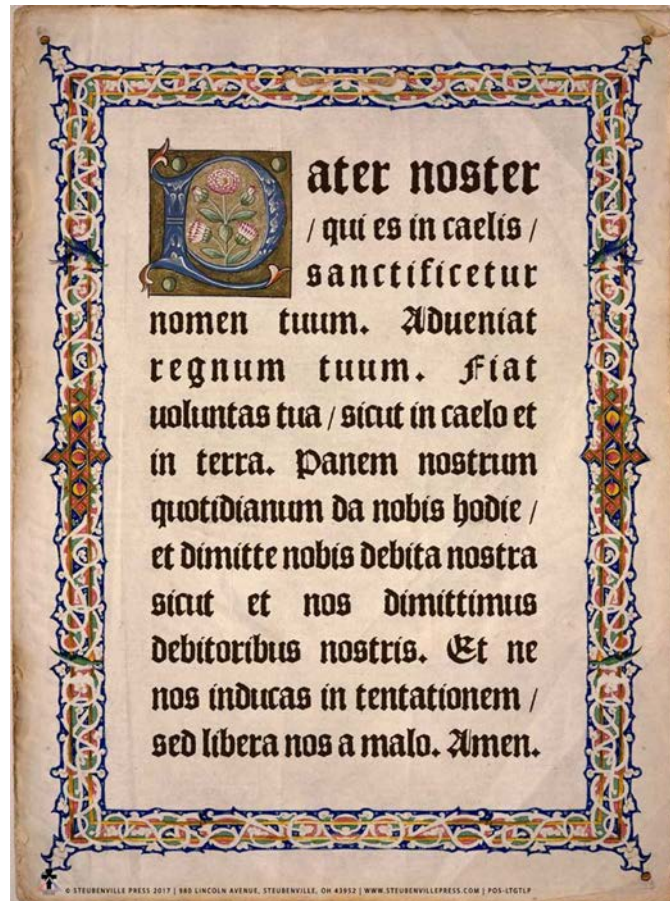 Pater noster
/ qui es in caelis /
sanctificetur
nomen tuum. Adueniat
regnum tuum. Fiat
uoluntas tua / sicut in caelo et
in terra. Panem nostrum
quotidianum da nobis hodie /
et dimitte nobis debita nostra
sicut et nos dimittimus
debitoribus nostris. Et ne
nos inducas in tentationem /
sed libera nos a malo. Amen.
© STEUBENVILLE PRESS 2017 | 880 LINCOLN AVENUE, STEUBENVILLE, OH 43952 | WWW.STEUBENVILLEPRESS.COM | POS-LTGTLP